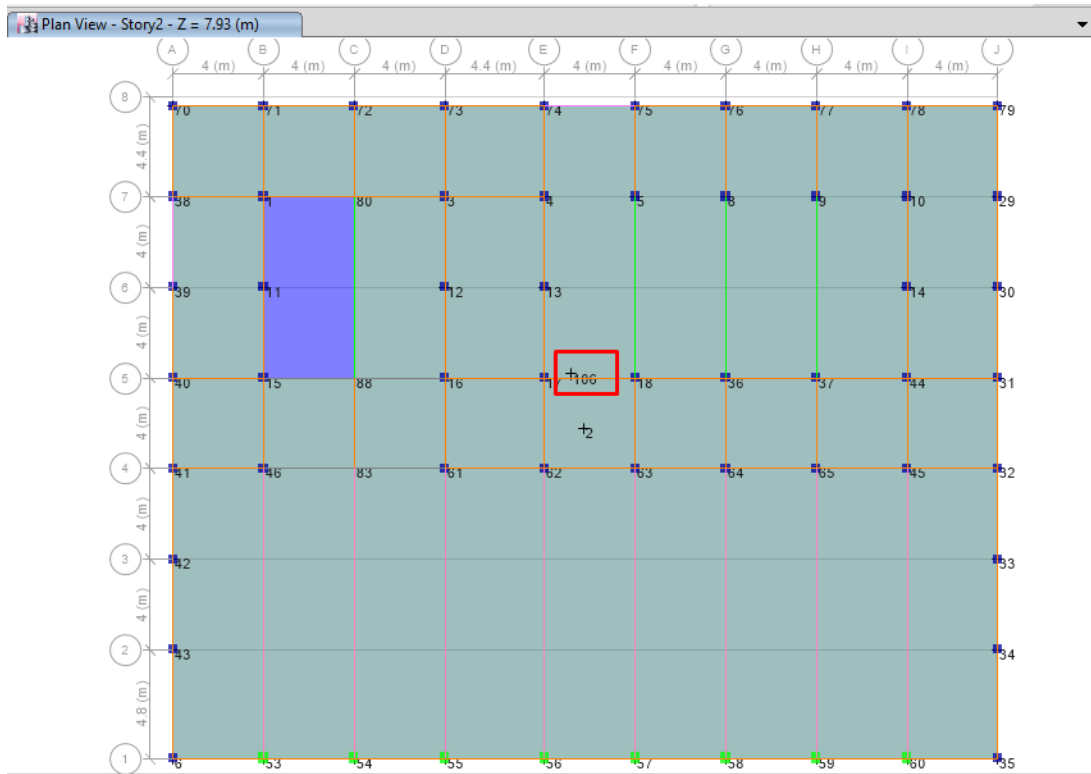 Plan View - Story2 - Z = 7.93 (m)
A B C D E F G H I J
4 (m) 4 (m) 4 (m) 4.4 (m) 4 (m) 4 (m) 4 (m) 4 (m) 4 (m)
8
70 71 72 73 74 75 76 77 78 79
4.4 (m)
7
38 1 80 3 4 5 8 9 10 29
4 (m)
6
39 11 12 13 14 30
4 (m)
5
40 15 88 16 17 106 18 36 37 44 31
4 (m)
2
4
41 46 83 61 62 63 64 65 45 32
4 (m)
3
42 33
4 (m)
2
43 34
4.8 (m)
1
6 53 54 55 56 57 58 59 60 35